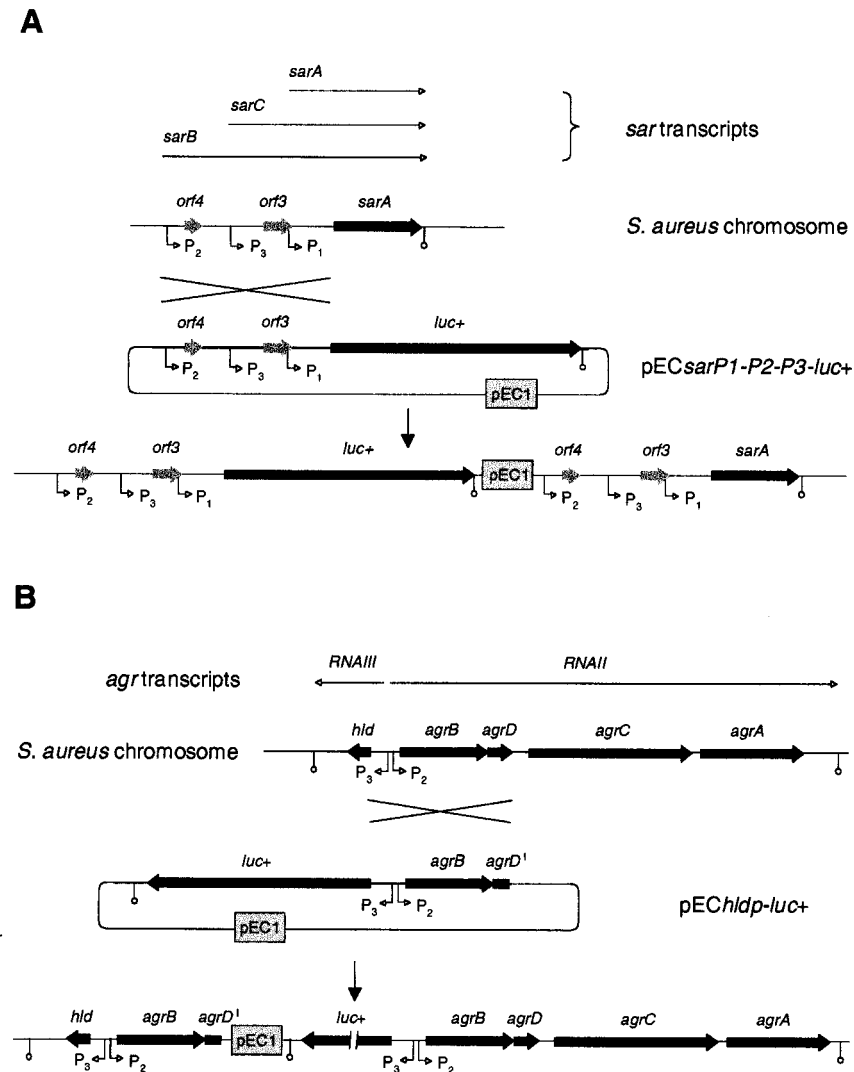 A
sarA
sarC
sarB
sar transcripts
orf4 orf3 sarA
S. aureus chromosome
P2 P3 P1
orf4 orf3 luc+
P2 P3 P1
pECsarP1-P2-P3-luc+
pEC1
orf4 orf3 luc+ orf4 orf3 sarA
pEC1
P2 P3 P1 P2 P3 P1
B
RNAIII RNAII
agr transcripts
hld agrB agrD agrC agrA
S. aureus chromosome
P3 P2
luc+ agrB agrD'
P3 P2
pEChldp-luc+
pEC1
hld agrB agrD' luc+ agrB agrD agrC agrA
pEC1
P3 P2 P3 P2